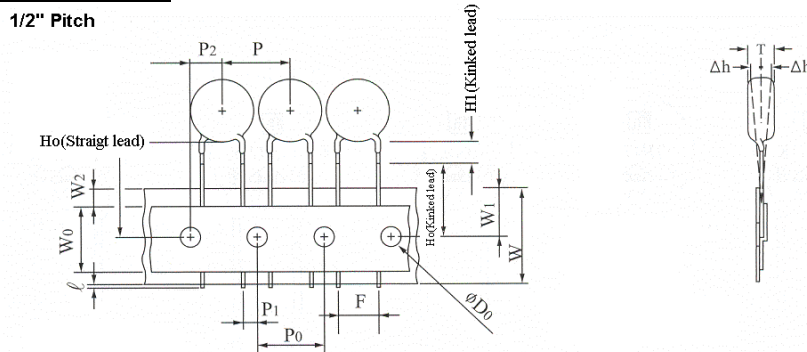 1/2" Pitch
P2
P
H1(Kinked lead)
T
Δh
Δh
Ho(Straigt lead)
W2
W0
Ho(Kinked lead)
W1
W
ℓ
P1
F
øD0
P0